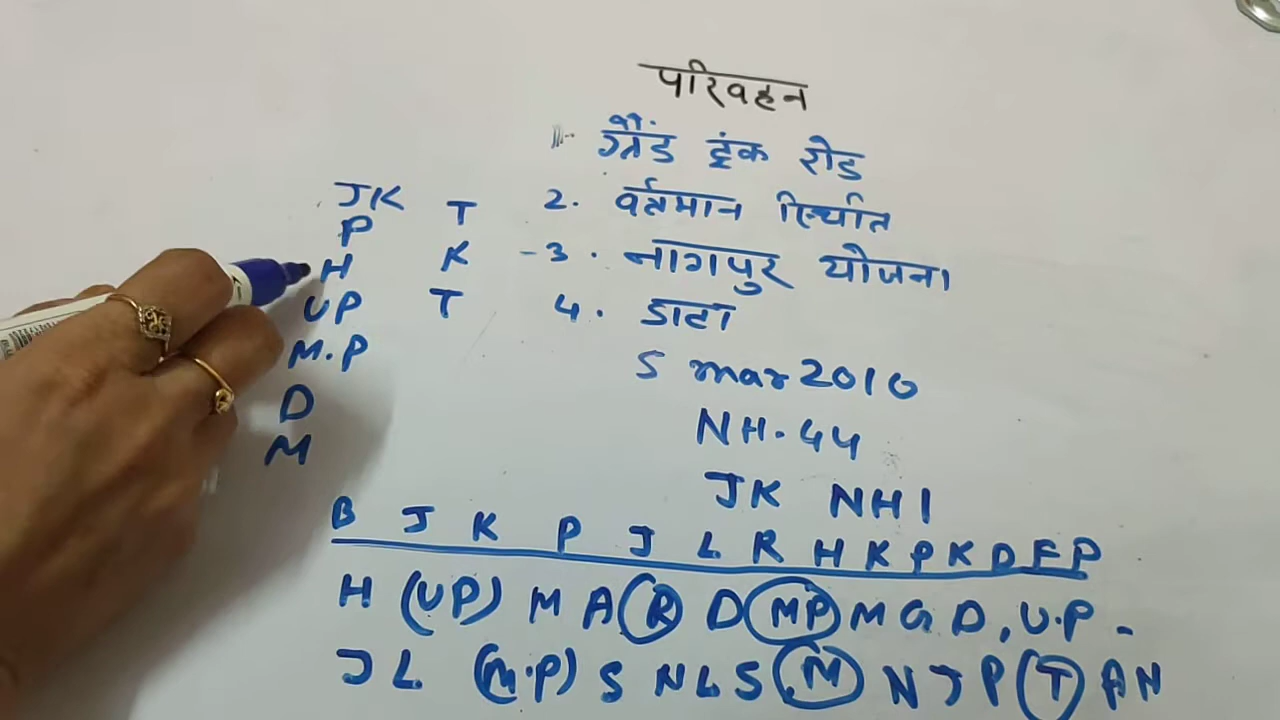 परिवहन
1- ग्रैंड ट्रंक रोड
2. वर्तमान स्थिति
-3. नागपुर योजना
4. डाटा
5 mar 2010
NH-44
JK NH1
JK T
P
H K
UP T
M.P
D
M
B J K P J L R H K P K D F P
H (UP) M A (R) D (MP) M G D, U.P -
J L (M.P) S N L S (M) N J P (T) A N